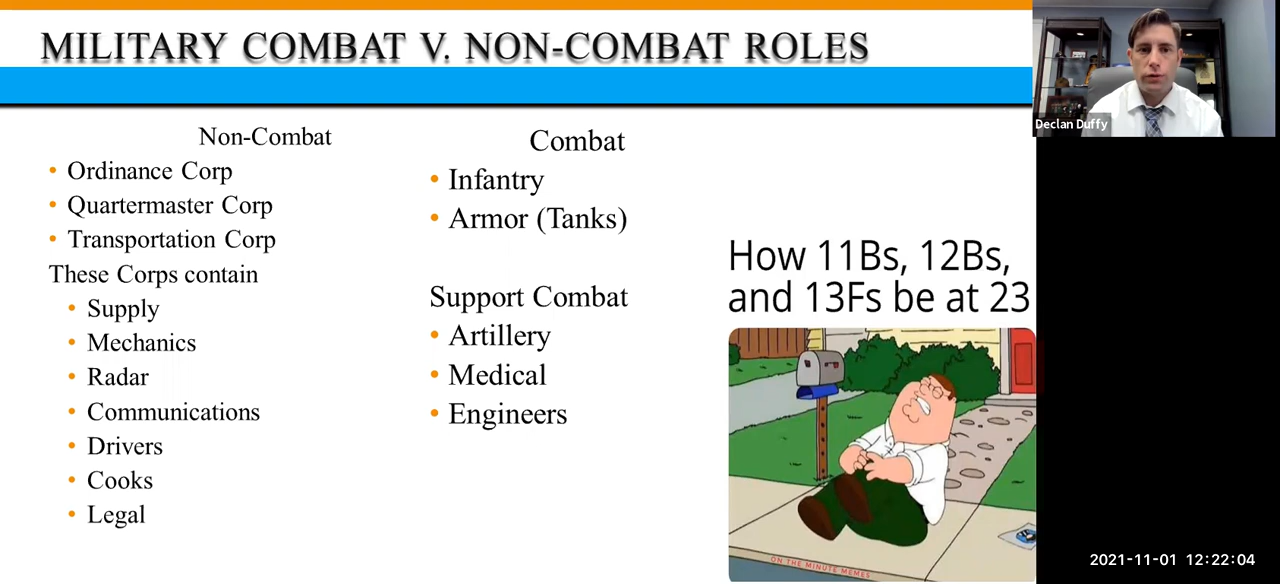 MILITARY COMBAT V. NON-COMBAT ROLES
Declan Duffy
Non-Combat
Ordinance Corp
Quartermaster Corp
Transportation Corp
These Corps contain
Supply
Mechanics
Radar
Communications
Drivers
Cooks
Legal
Combat
Infantry
Armor (Tanks)
Support Combat
Artillery
Medical
Engineers
How 11Bs, 12Bs,
and 13Fs be at 23
ON THE MINUTE MEMES
2021-11-01 12:22:04